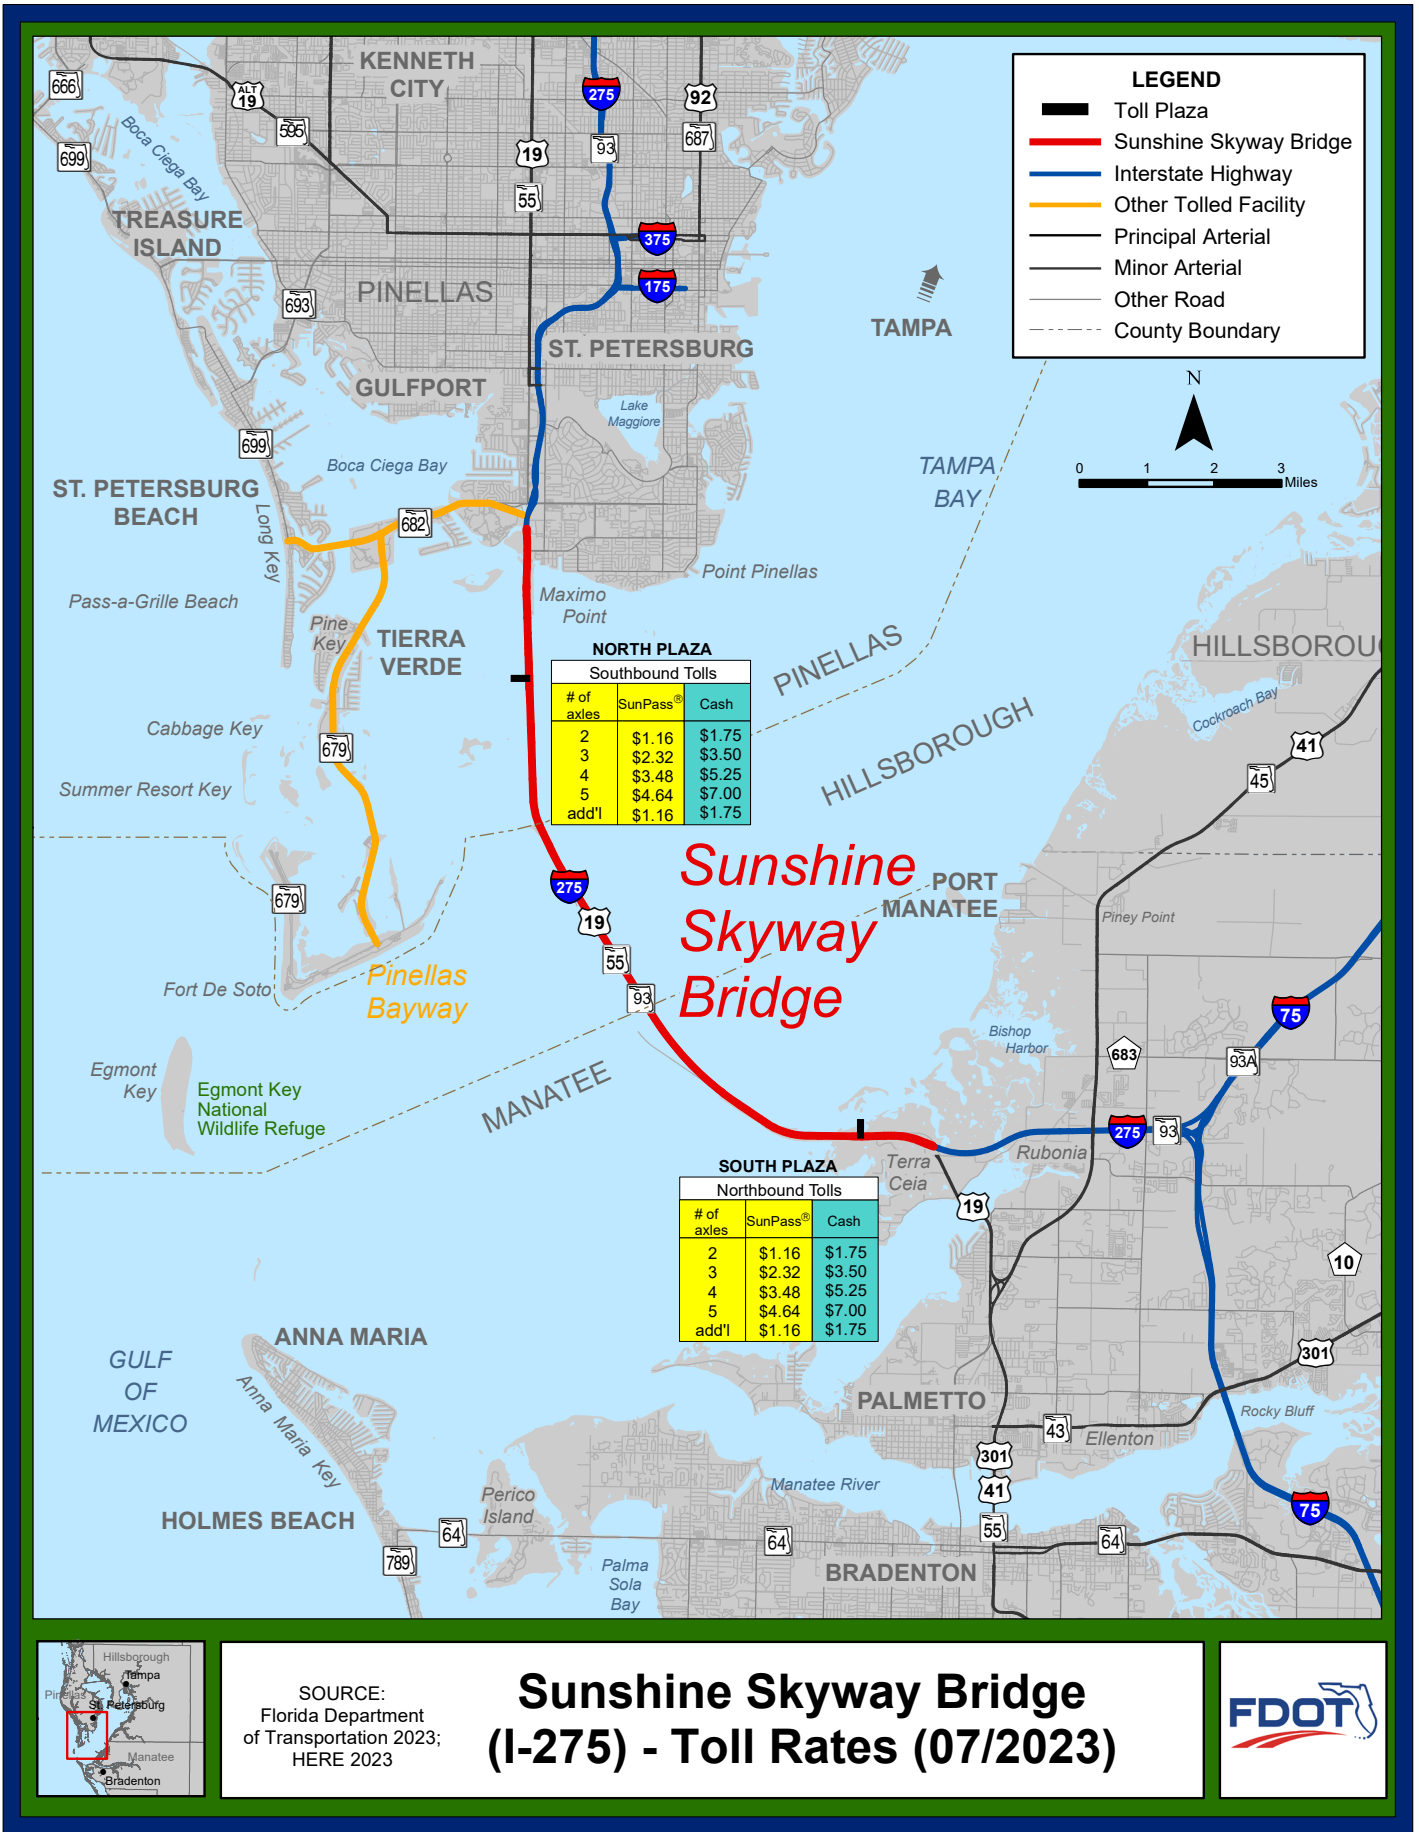 KENNETH
CITY
666
ALT
19
595
699
Boca Ciega Bay
275
92
93
687
19
55
TREASURE
ISLAND
375
175
693
PINELLAS
ST. PETERSBURG
GULFPORT
Lake
Maggiore
TAMPA
LEGEND
Toll Plaza
Sunshine Skyway Bridge
Interstate Highway
Other Tolled Facility
Principal Arterial
Minor Arterial
Other Road
County Boundary
N
0 1 2 3
Miles
699
Boca Ciega Bay
TAMPA
BAY
ST. PETERSBURG
BEACH
Long Key
682
Pass-a-Grille Beach
Point Pinellas
Maximo
Point
Pine
Key
TIERRA
VERDE
PINELLAS
HILLSBOROUGH
HILLSBOROUG
Cockroach Bay
41
45
NORTH PLAZA
Southbound Tolls
# of
axles
SunPass®
Cash
2 $1.16 $1.75
3 $2.32 $3.50
4 $3.48 $5.25
5 $4.64 $7.00
add'l $1.16 $1.75
Cabbage Key
679
Summer Resort Key
679
Fort De Soto
Pinellas
Bayway
275
19
55
93
Sunshine
Skyway
Bridge
PORT
MANATEE
Piney Point
Bishop
Harbor
683
75
93A
275
93
Rubonia
Egmont
Key
Egmont Key
National
Wildlife Refuge
MANATEE
Terra
Ceia
19
SOUTH PLAZA
Northbound Tolls
# of
axles
SunPass®
Cash
2 $1.16 $1.75
3 $2.32 $3.50
4 $3.48 $5.25
5 $4.64 $7.00
add'l $1.16 $1.75
10
301
GULF
OF
MEXICO
ANNA MARIA
Anna Maria Key
PALMETTO
43
Ellenton
Rocky Bluff
301
41
55
Manatee River
75
HOLMES BEACH
Perico
Island
64
789
64
64
Palma
Sola
Bay
BRADENTON
Hillsborough
Tampa
Pinellas
St. Petersburg
Manatee
Bradenton
SOURCE:
Florida Department
of Transportation 2023;
HERE 2023
Sunshine Skyway Bridge
(I-275) - Toll Rates (07/2023)
FDOT